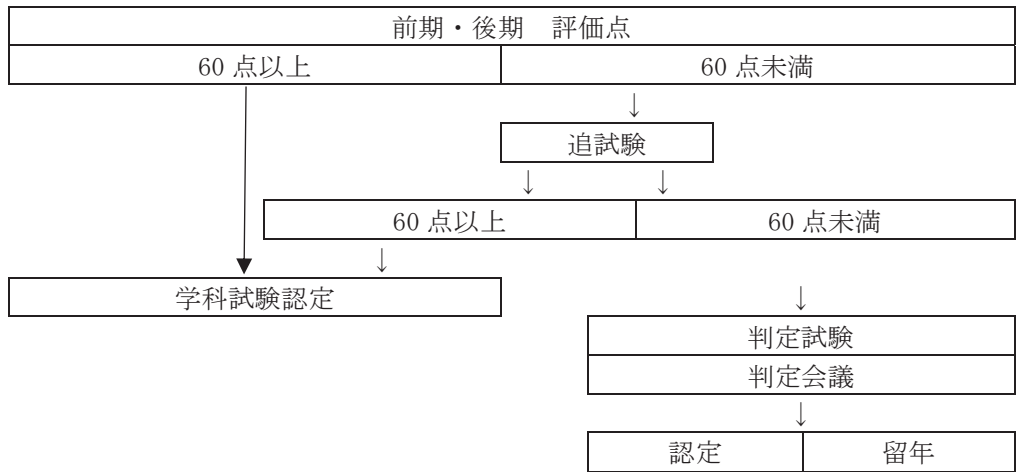 前期・後期　評価点
60 点以上　60 点未満
↓
追試験
↓　↓
60 点以上　60 点未満
↓
学科試験認定
↓
判定試験
判定会議
↓
認定　留年